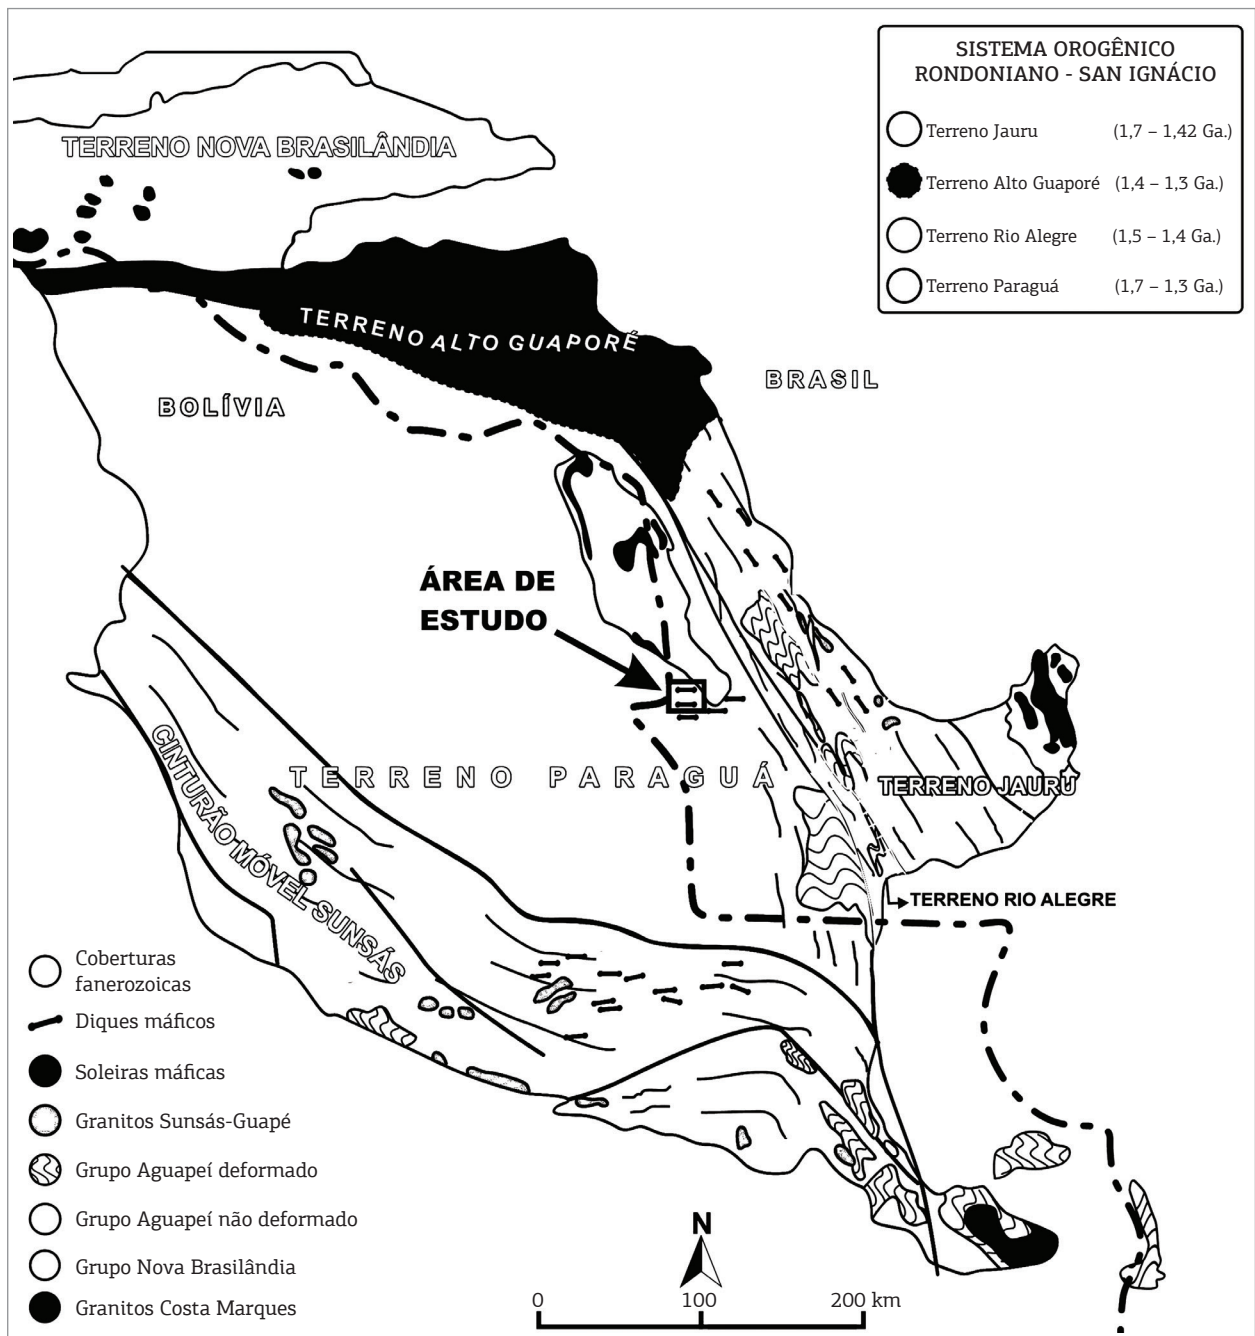 SISTEMA OROGÊNICO
RONDONIANO - SAN IGNÁCIO
Terreno Jauru (1,7 – 1,42 Ga.)
Terreno Alto Guaporé (1,4 – 1,3 Ga.)
Terreno Rio Alegre (1,5 – 1,4 Ga.)
Terreno Paraguá (1,7 – 1,3 Ga.)
TERRENO NOVA BRASILÂNDIA
TERRENO ALTO GUAPORÉ
BRASIL
BOLÍVIA
ÁREA DE
ESTUDO
TERRENO PARAGUÁ
TERRENO JAURU
CINTURÃO MÓVEL SUNSÁS
TERRENO RIO ALEGRE
Coberturas
fanerozoicas
Diques máficos
Soleiras máficas
Granitos Sunsás-Guapé
Grupo Aguapeí deformado
Grupo Aguapeí não deformado
Grupo Nova Brasilândia
Granitos Costa Marques
N
0 100 200 km